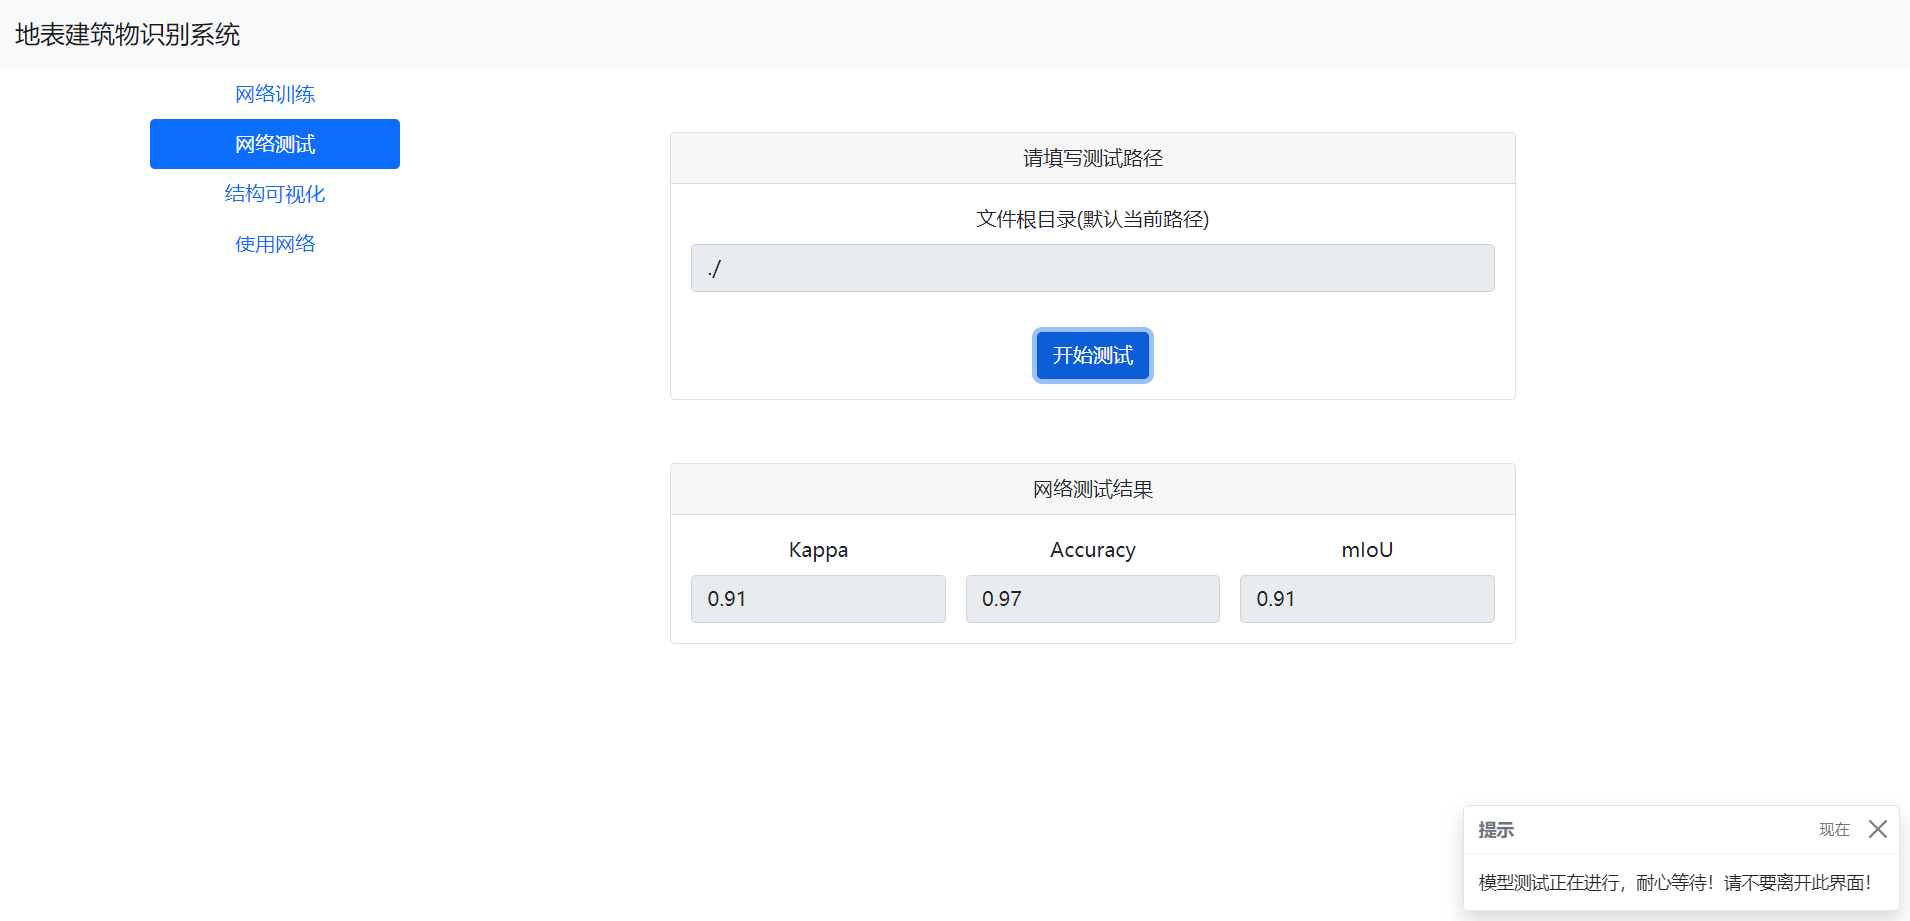 地表建筑物识别系统
网络训练
网络测试
结构可视化
使用网络
请填写测试路径
文件根目录(默认当前路径)
./
开始测试
网络测试结果
Kappa Accuracy mIoU
0.91 0.97 0.91
提示 现在
模型测试正在进行，耐心等待！请不要离开此界面！